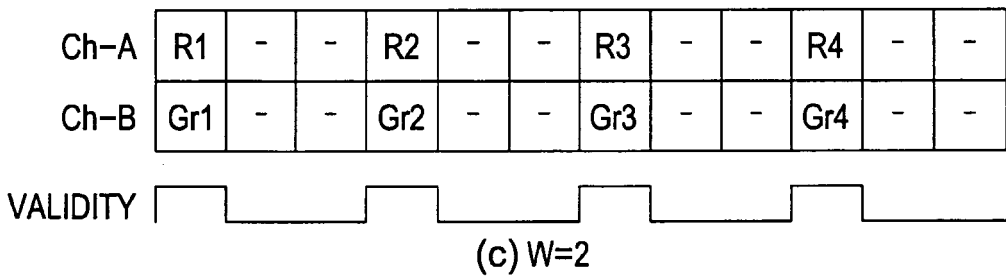 Ch-A R1 - - R2 - - R3 - - R4 - -
Ch-B Gr1 - - Gr2 - - Gr3 - - Gr4 - -
VALIDITY
(c) W=2